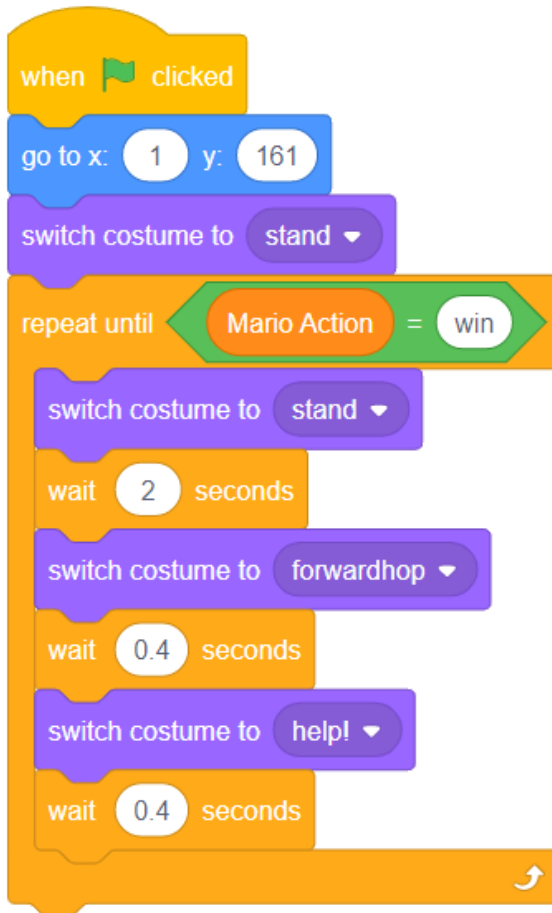 when clicked
go to x: 1 y: 161
switch costume to stand
repeat until Mario Action = win
switch costume to stand
wait 2 seconds
switch costume to forwardhop
wait 0.4 seconds
switch costume to help!
wait 0.4 seconds